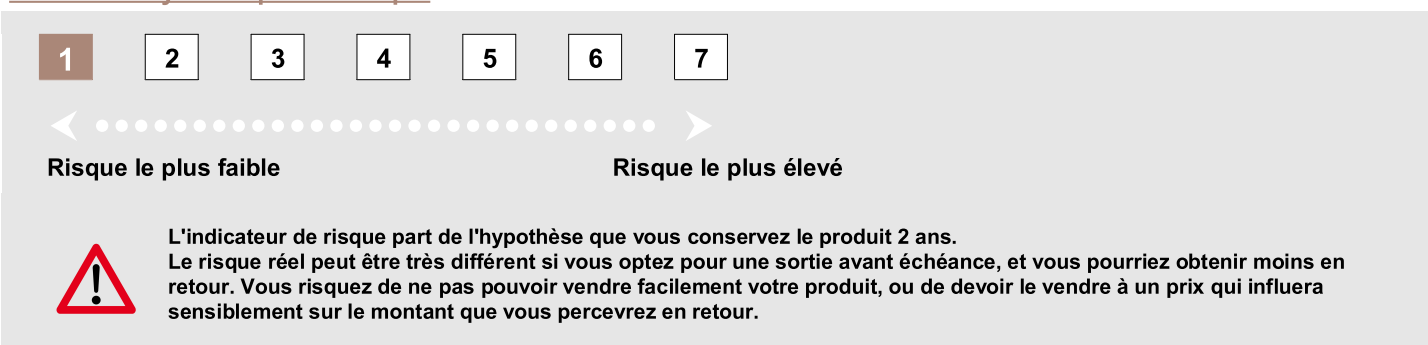 1 2 3 4 5 6 7
Risque le plus faible Risque le plus élevé
L'indicateur de risque part de l'hypothèse que vous conservez le produit 2 ans.
Le risque réel peut être très différent si vous optez pour une sortie avant échéance, et vous pourriez obtenir moins en
retour. Vous risquez de ne pas pouvoir vendre facilement votre produit, ou de devoir le vendre à un prix qui influera
sensiblement sur le montant que vous percevrez en retour.